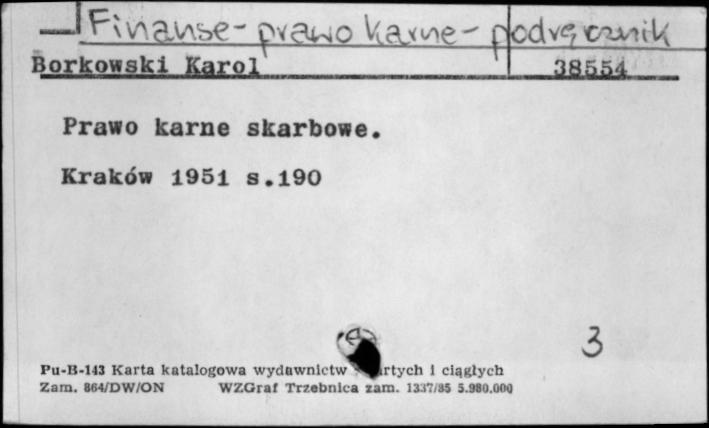 Finanse - prawo karne - podręcznik
Borkowski Karol 38554
Prawo karne skarbowe.
Kraków 1951 s.190
3
Pu-B-143 Karta katalogowa wydawnictw rtych i ciągłych
Zam. 864/DW/ON WZGraf Trzebnica zam. 1337/85 5.980.000